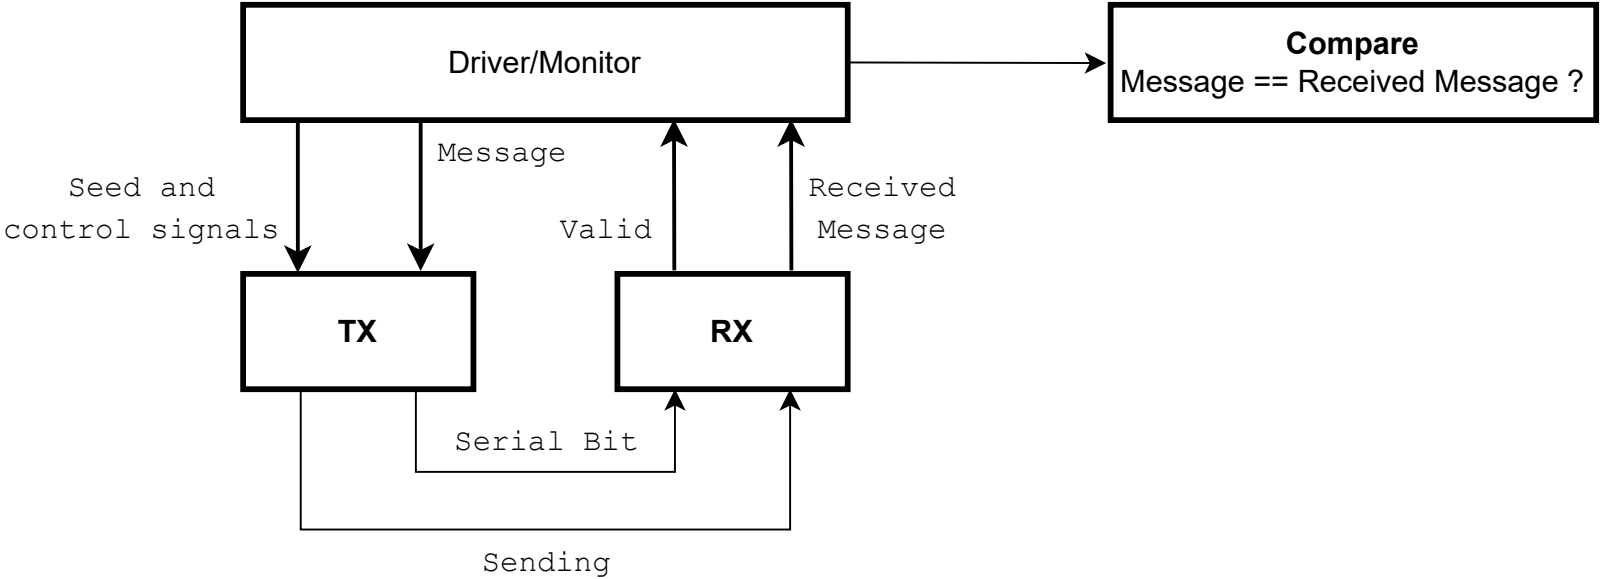 Driver/Monitor
Compare
Message == Received Message ?
Message
Seed and
control signals
Valid
Received
Message
TX
RX
Serial Bit
Sending